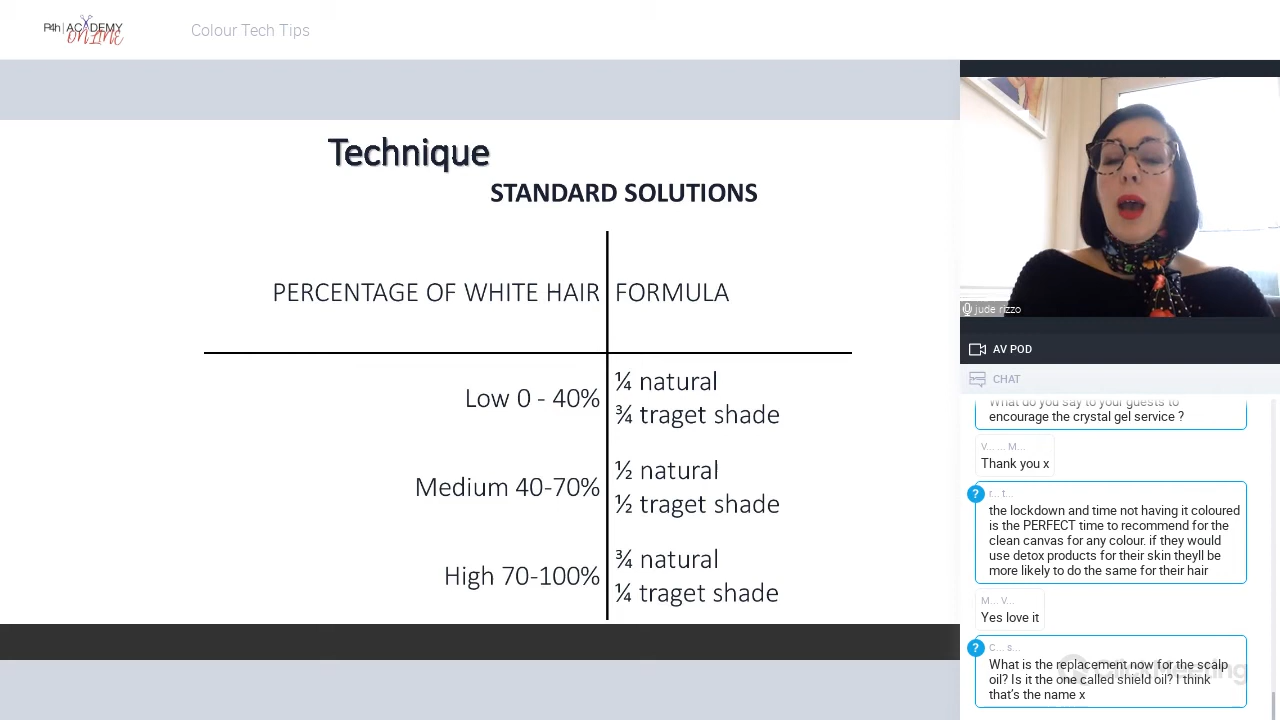 P4h | ACADEMY
ONLINE
Colour Tech Tips
Technique
STANDARD SOLUTIONS
PERCENTAGE OF WHITE HAIR
FORMULA
Low 0 - 40%
¼ natural
¾ traget shade
Medium 40-70%
½ natural
½ traget shade
High 70-100%
¾ natural
¼ traget shade
jude rizzo
AV POD
CHAT
What do you say to your guests to
encourage the crystal gel service ?
V... ... M...
Thank you x
? r... t...
the lockdown and time not having it coloured
is the PERFECT time to recommend for the
clean canvas for any colour. if they would
use detox products for their skin theyll be
more likely to do the same for their hair
M... V...
Yes love it
? C... s...
What is the replacement now for the scalp
oil? Is it the one called shield oil? I think
that's the name x